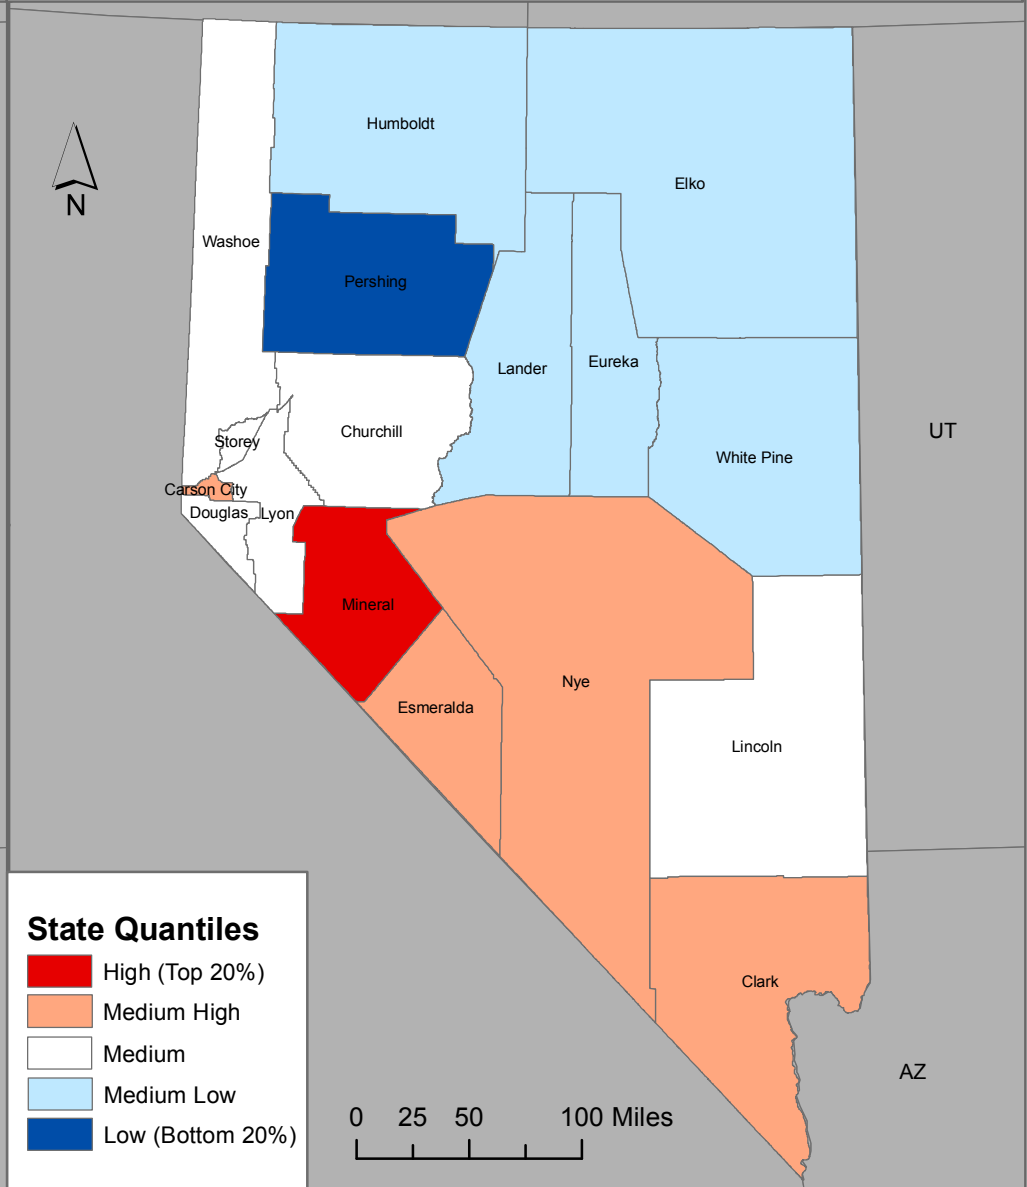 Humboldt
Elko
N
Washoe
Pershing
Lander
Eureka
UT
Storey
Churchill
White Pine
Carson City
Douglas
Lyon
Mineral
Nye
Esmeralda
Lincoln
State Quantiles
High (Top 20%)
Medium High
Medium
Medium Low
Low (Bottom 20%)
Clark
AZ
0 25 50 100 Miles